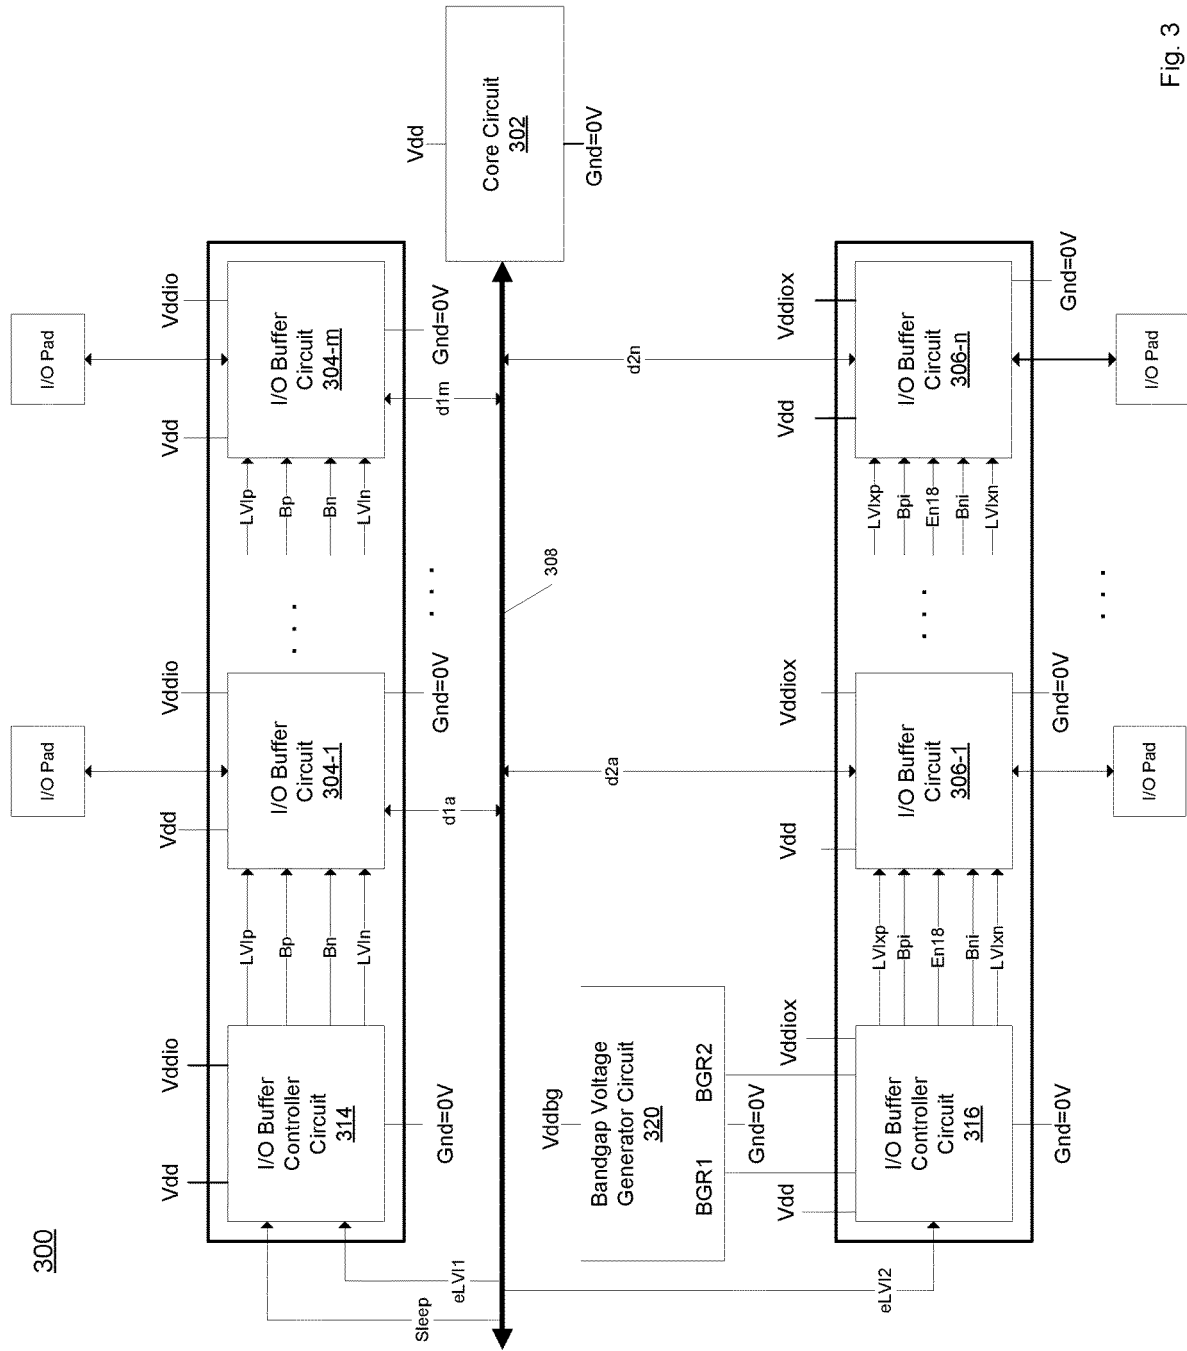 300
I/O Pad
I/O Pad
Vdd
Vddio
Vdd
Vddio
Vdd
Vddio
I/O Buffer
Controller
Circuit
314
LVIp
Bp
Bn
LVIn
I/O Buffer
Circuit
304-1
. . .
LVIp
Bp
Bn
LVIn
I/O Buffer
Circuit
304-m
Gnd=0V
Gnd=0V
Gnd=0V
Sleep
eLVI1
d1a
. . .
d1m
308
Vdd
Core Circuit
302
Gnd=0V
Vddbg
Bandgap Voltage
Generator Circuit
320
BGR1
BGR2
Gnd=0V
d2a
d2n
eLVI2
Vdd
Vddiox
Vdd
Vddiox
Vdd
Vddiox
I/O Buffer
Controller
Circuit
316
LVIxp
Bpi
En18
Bni
LVIxn
I/O Buffer
Circuit
306-1
. . .
LVIxp
Bpi
En18
Bni
LVIxn
I/O Buffer
Circuit
306-n
Gnd=0V
Gnd=0V
Gnd=0V
. . .
I/O Pad
I/O Pad
Fig. 3